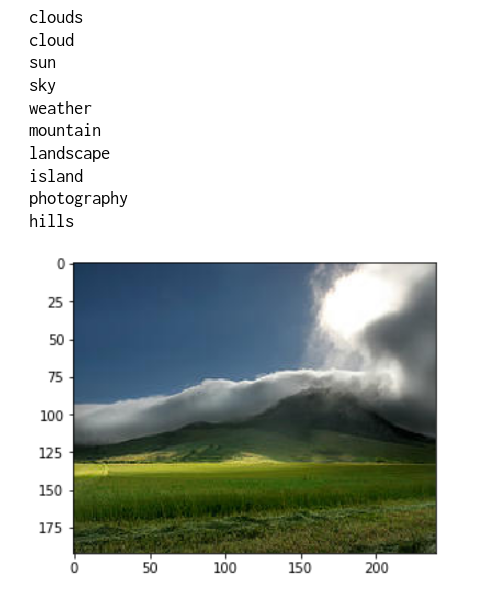 clouds
cloud
sun
sky
weather
mountain
landscape
island
photography
hills
0
25
50
75
100
125
150
175
0 50 100 150 200